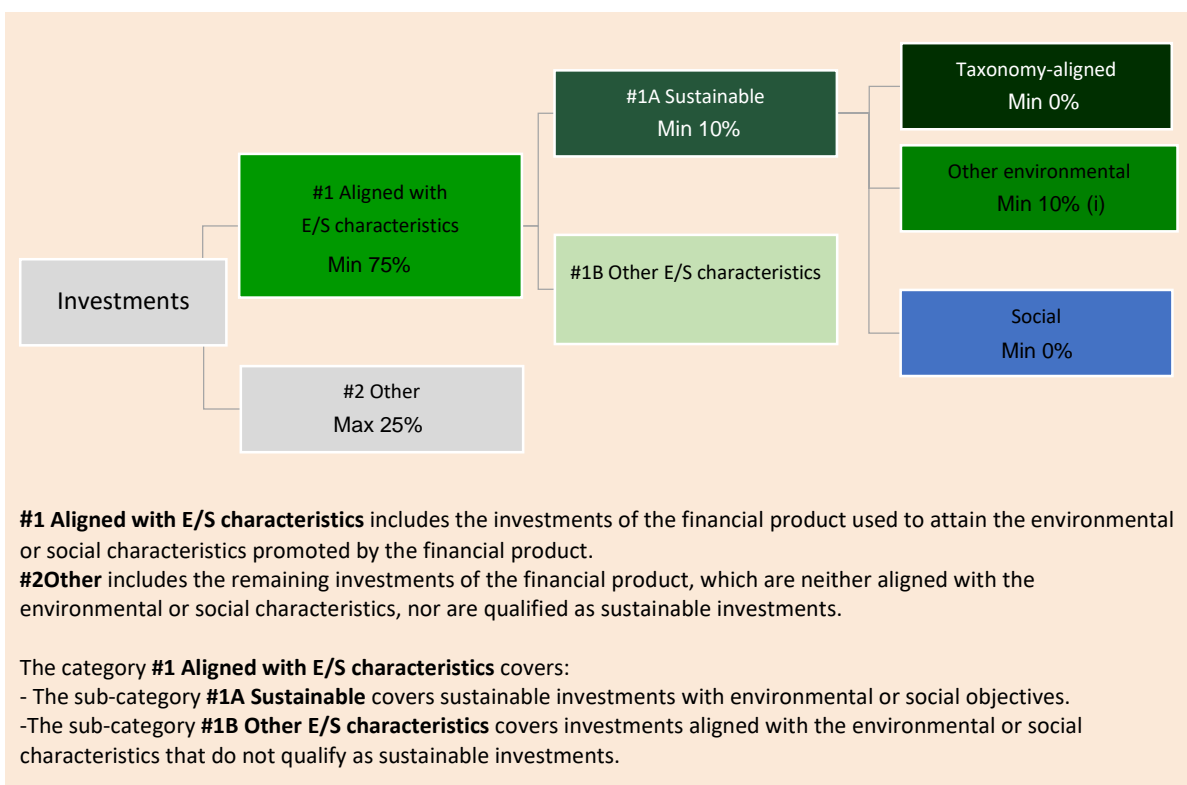 Investments
#1 Aligned with
E/S characteristics
Min 75%
#2 Other
Max 25%
#1A Sustainable
Min 10%
#1B Other E/S characteristics
Taxonomy-aligned
Min 0%
Other environmental
Min 10% (i)
Social
Min 0%
#1 Aligned with E/S characteristics includes the investments of the financial product used to attain the environmental
or social characteristics promoted by the financial product.
#2Other includes the remaining investments of the financial product, which are neither aligned with the
environmental or social characteristics, nor are qualified as sustainable investments.
The category #1 Aligned with E/S characteristics covers:
- The sub-category #1A Sustainable covers sustainable investments with environmental or social objectives.
-The sub-category #1B Other E/S characteristics covers investments aligned with the environmental or social
characteristics that do not qualify as sustainable investments.